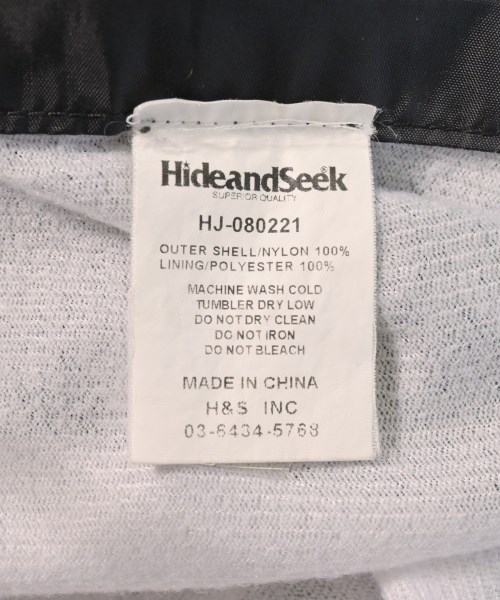 HideandSeek
SUPERIOR QUALITY
HJ-080221
OUTER SHELL/NYLON 100%
LINING/POLYESTER 100%
MACHINE WASH COLD
TUMBLER DRY LOW
DO NOT DRY CLEAN
DO NOT IRON
DO NOT BLEACH
MADE IN CHINA
H&S INC
03-6434-5768